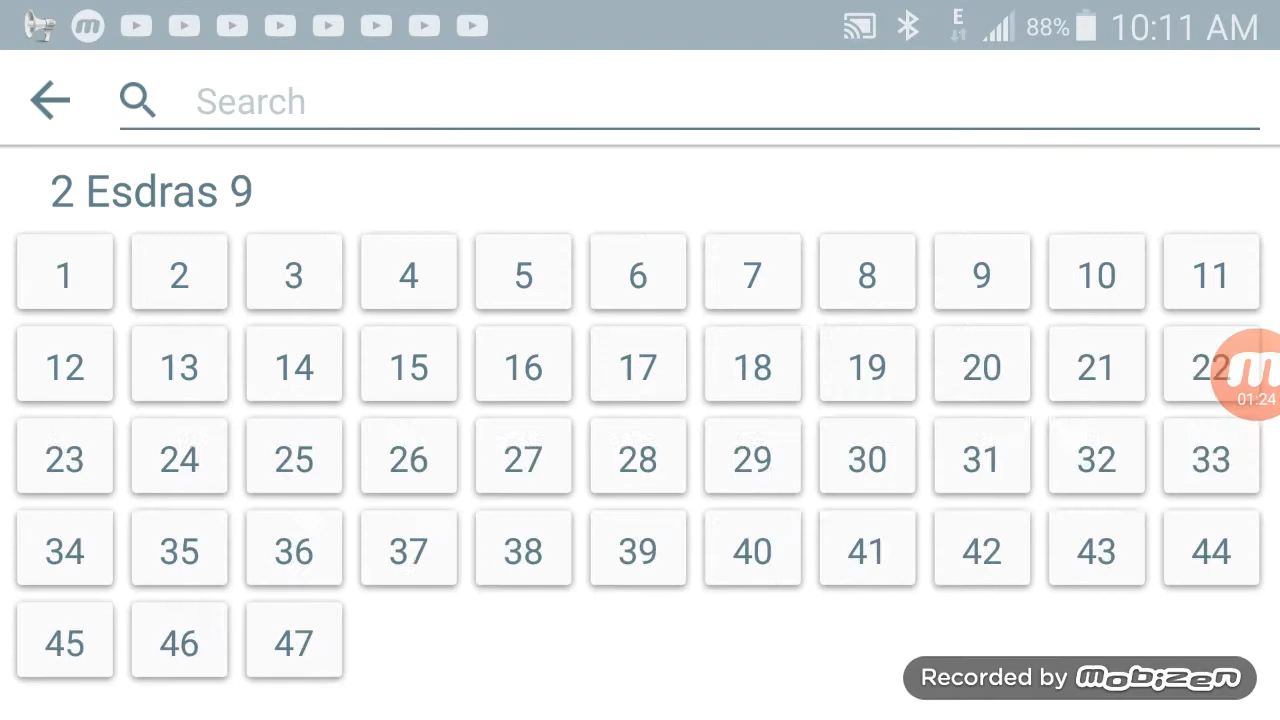 E 88% 10:11 AM
Search
2 Esdras 9
1 2 3 4 5 6 7 8 9 10 11
12 13 14 15 16 17 18 19 20 21 22
01:24
23 24 25 26 27 28 29 30 31 32 33
34 35 36 37 38 39 40 41 42 43 44
45 46 47
Recorded by mobizen